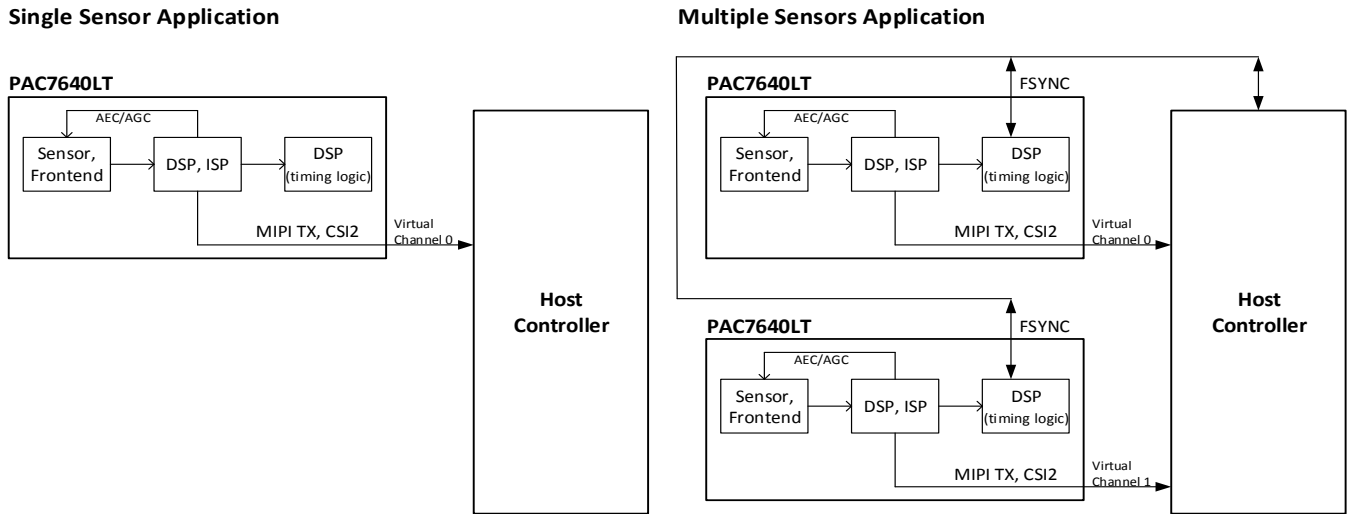 Single Sensor Application
PAC7640LT
AEC/AGC
Sensor,
Frontend
DSP, ISP
DSP
(timing logic)
MIPI TX, CSI2
Virtual
Channel 0
Host
Controller
Multiple Sensors Application
PAC7640LT
FSYNC
AEC/AGC
Sensor,
Frontend
DSP, ISP
DSP
(timing logic)
MIPI TX, CSI2
Virtual
Channel 0
PAC7640LT
FSYNC
AEC/AGC
Sensor,
Frontend
DSP, ISP
DSP
(timing logic)
MIPI TX, CSI2
Virtual
Channel 1
Host
Controller